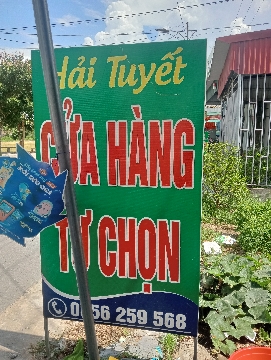 Hải Tuyết
CỬA HÀNG
TỰ CHỌN
0356 259 568